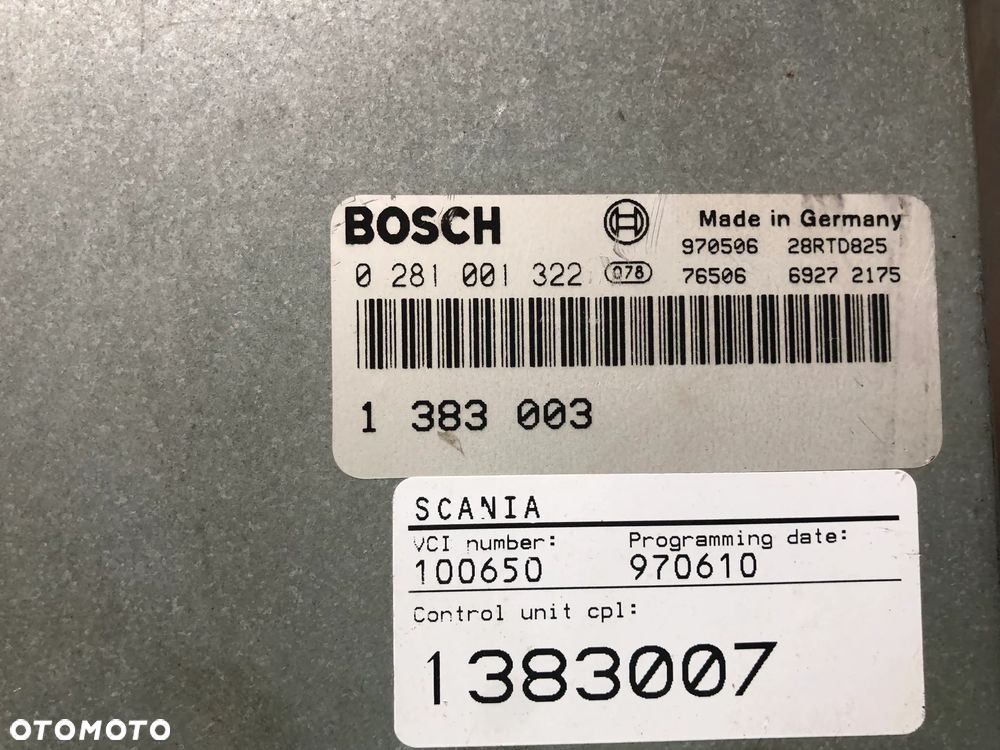 BOSCH Made in Germany
970506 28RTD825
0 281 001 322 078 76506 6927 2175
1 383 003
SCANIA
VCI number: Programming date:
100650 970610
Control unit cpl:
1383007
OTOMOTO